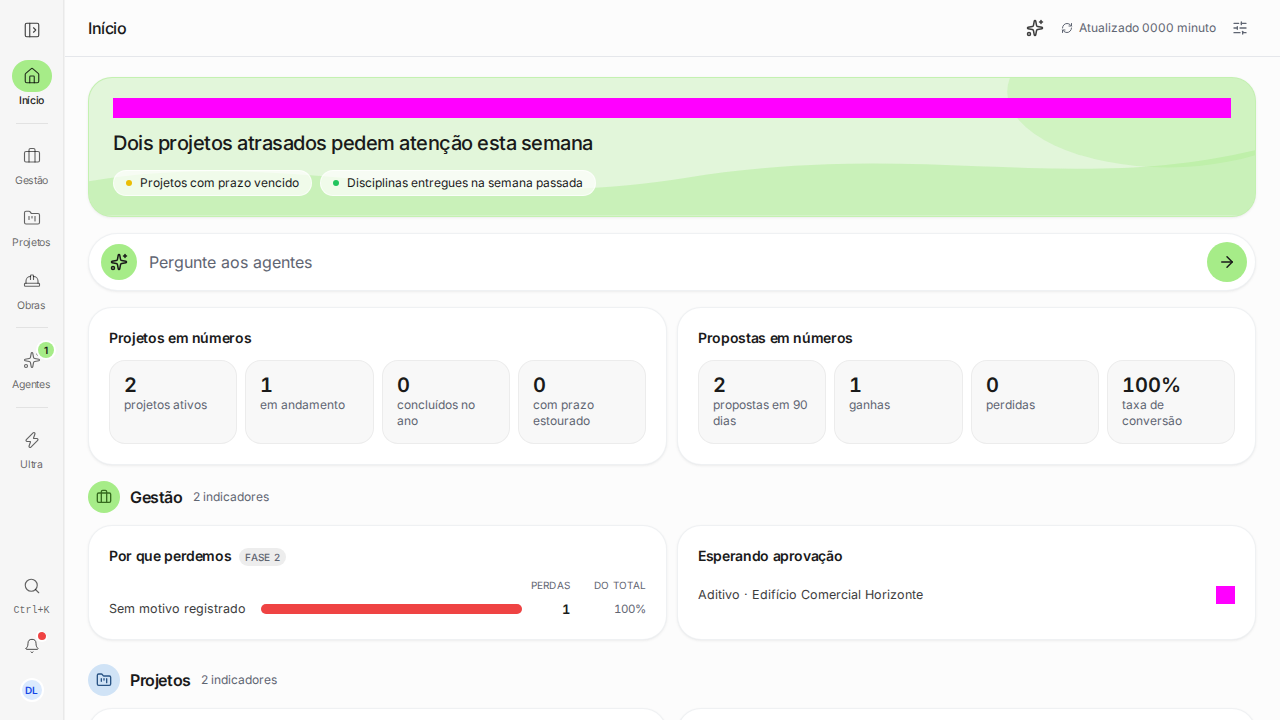 Início
Atualizado 0000 minuto
Início
Gestão
Projetos
Obras
1
Agentes
Ultra
Ctrl+K
DL
Dois projetos atrasados pedem atenção esta semana
Projetos com prazo vencido
Disciplinas entregues na semana passada
Pergunte aos agentes
Projetos em números
2
projetos ativos
1
em andamento
0
concluídos no
ano
0
com prazo
estourado
Propostas em números
2
propostas em 90
dias
1
ganhas
0
perdidas
100%
taxa de
conversão
Gestão
2 indicadores
Por que perdemos
FASE 2
PERDAS
DO TOTAL
Sem motivo registrado
1
100%
Esperando aprovação
Aditivo · Edifício Comercial Horizonte
Projetos
2 indicadores